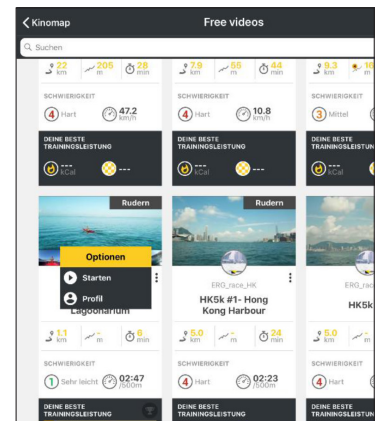 Kinomap
Free videos
Suchen
22 km
205 m
28 min
7.9 km
55 m
44 min
9.3 km
SCHWIERIGKEIT
SCHWIERIGKEIT
SCHWIERIGKEIT
4 Hart
47.2 km/h
4 Hart
10.8 km/h
3 Mittel
DEINE BESTE
TRAININGSLEISTUNG
DEINE BESTE
TRAININGSLEISTUNG
DEINE BESTE
TRAININGSLEISTUN
--- kCal
---
--- kCal
---
--- kCal
Rudern
Rudern
Optionen
Starten
Profil
Lagoonarium
ERG_race_HK
HK5k #1- Hong
Kong Harbour
ERG_rac
HK5k
1.1 km
- m
6 min
5.0 km
- m
24 min
5.0 km
- m
SCHWIERIGKEIT
SCHWIERIGKEIT
SCHWIERIGKEIT
1 Sehr leicht
02:47 /500m
4 Hart
02:23 /500m
4 Hart
DEINE BESTE
TRAININGSLEISTUNG
DEINE BESTE
TRAININGSLEISTUNG
DEINE BESTE
TRAININGSLEISTUN